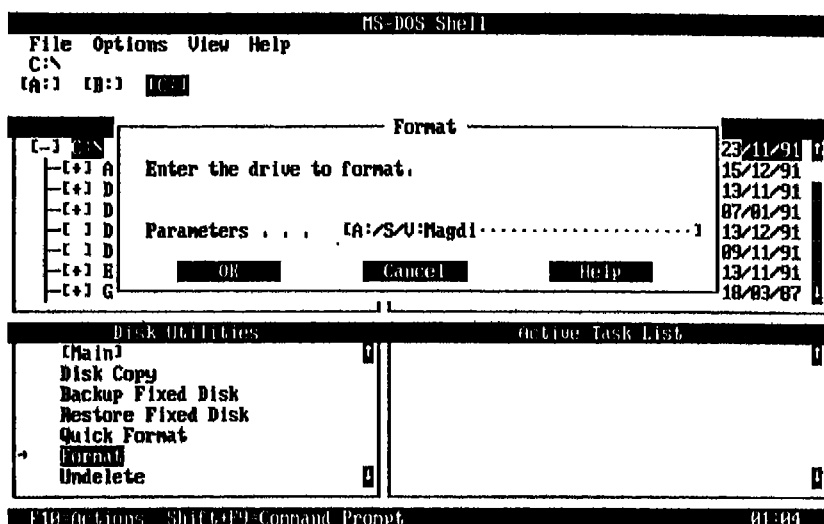 MS-DOS Shell
File Options View Help
C:\
[A:] [B:] [C:]
Format
[-] C:\
[+] A
[+] D
[+] D
[ ] D
[ ] D
[+] E
[+] G
Enter the drive to format.
Parameters . . . [A:/S/V:Magdi·····················]
OK Cancel Help
23/11/91
15/12/91
13/11/91
07/01/91
13/12/91
09/11/91
13/11/91
18/03/87
Disk Utilities
[Main]
Disk Copy
Backup Fixed Disk
Restore Fixed Disk
Quick Format
Format
Undelete
Active Task List
F10=Actions Shift+F9=Command Prompt 01:04